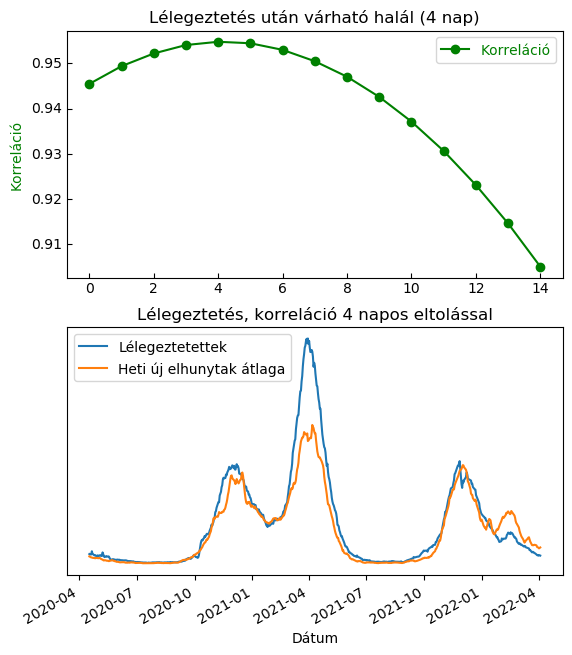 Lélegeztetés után várható halál (4 nap)
Korreláció
0.95
0.94
0.93
0.92
0.91
Korreláció
0 2 4 6 8 10 12 14
Lélegeztetés, korreláció 4 napos eltolással
Lélegeztetettek
Heti új elhunytak átlaga
2020-04 2020-07 2020-10 2021-01 2021-04 2021-07 2021-10 2022-01 2022-04
Dátum